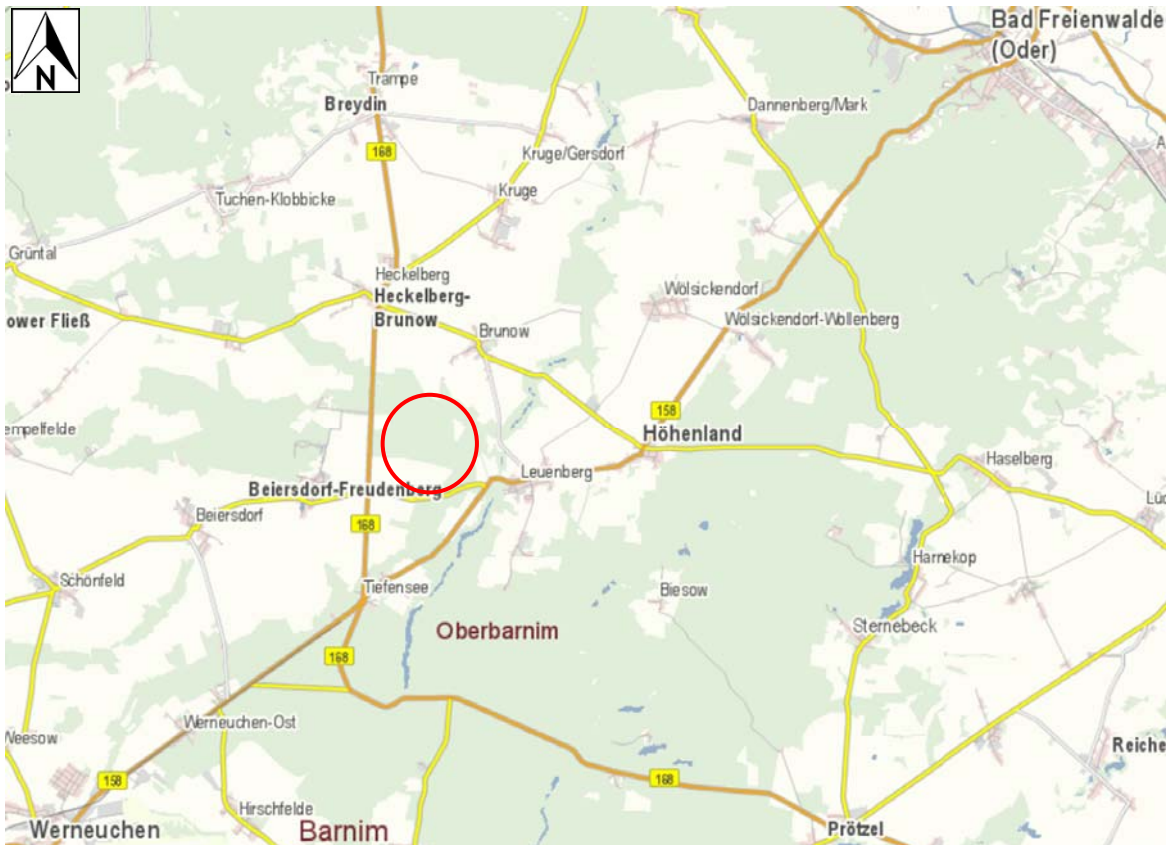 Bad Freienwalde
(Oder)
N
Trampe
Breydin
168
Dannenberg/Mark
Kruge/Gersdorf
Tuchen-Klobbicke
Kruge
Grüntal
Heckelberg
Heckelberg-
Brunow
ower Fließ
Brunow
Wölsickendorf
Wölsickendorf-Wollenberg
158
empelfelde
Höhenland
Haselberg
Leuenberg
Beiersdorf-Freudenberg
Beiersdorf
168
Schönfeld
Tiefensee
Harnekop
Biesow
Oberbarnim
Sternebeck
168
Werneuchen-Ost
Weesow
Reiche
158
168
Hirschfelde
Werneuchen
Barnim
Prötzel